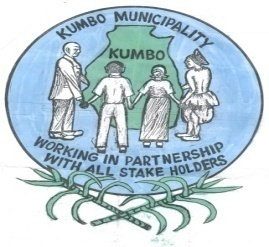 KUMBO MUNICIPALITY
KUMBO
WORKING IN PARTNERSHIP
WITH ALL STAKE HOLDERS